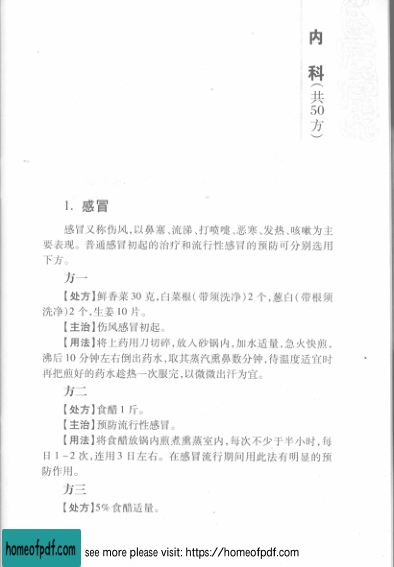 内科(共50方)
1. 感冒
感冒又称伤风,以鼻塞、流涕、打喷嚏、恶寒、发热、咳嗽为主
要表现。普通感冒初起的治疗和流行性感冒的预防可分别选用
下方。
方一
【处方】鲜香菜30克,白菜根(带须洗净)2个,葱白(带根须
洗净)2个,生姜10片。
【主治】伤风感冒初起。
【用法】将上药用刀切碎,放入砂锅内,加水适量,急火快煎,
沸后10分钟左右倒出药水,取其蒸汽熏鼻数分钟,待温度适宜时
再把煎好的药水趁热一次服完,以微微出汗为宜。
方二
【处方】食醋1斤。
【主治】预防流行性感冒。
【用法】将食醋放锅内煎煮熏蒸室内,每次不少于半小时,每
日1-2次,连用3日左右。在感冒流行期间用此法有明显的预
防作用。
方三
【处方】5%食醋适量。
homeofpdf.com
see more please visit: https://homeofpdf.com